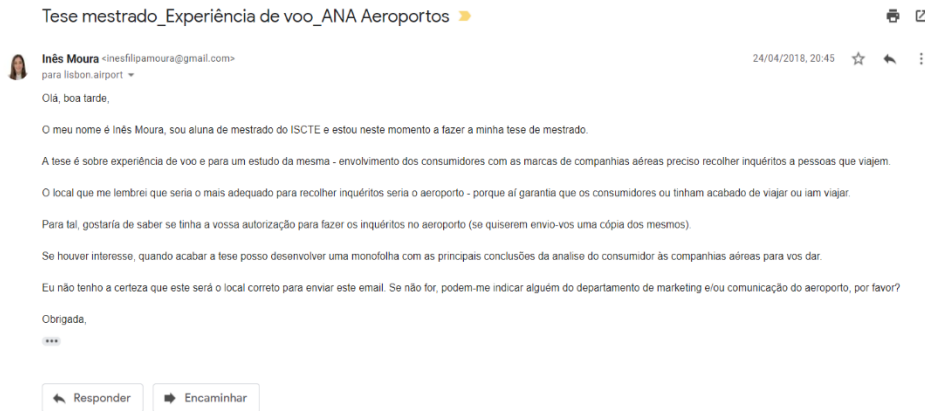 Tese mestrado_Experiência de voo_ANA Aeroportos
Inês Moura <inesfilipamoura@gmail.com>
24/04/2018, 20:45
para lisbon.airport
Olá, boa tarde,
O meu nome é Inês Moura, sou aluna de mestrado do ISCTE e estou neste momento a fazer a minha tese de mestrado.
A tese é sobre experiência de voo e para um estudo da mesma - envolvimento dos consumidores com as marcas de companhias aéreas preciso recolher inquéritos a pessoas que viajem.
O local que me lembrei que seria o mais adequado para recolher inquéritos seria o aeroporto - porque aí garantia que os consumidores ou tinham acabado de viajar ou iam viajar.
Para tal, gostaría de saber se tinha a vossa autorização para fazer os inquéritos no aeroporto (se quiserem envio-vos uma cópia dos mesmos).
Se houver interesse, quando acabar a tese posso desenvolver uma monofolha com as principais conclusões da analise do consumidor às companhias aéreas para vos dar.
Eu não tenho a certeza que este será o local correto para enviar este email. Se não for, podem-me indicar alguém do departamento de marketing e/ou comunicação do aeroporto, por favor?
Obrigada,
Responder
Encaminhar